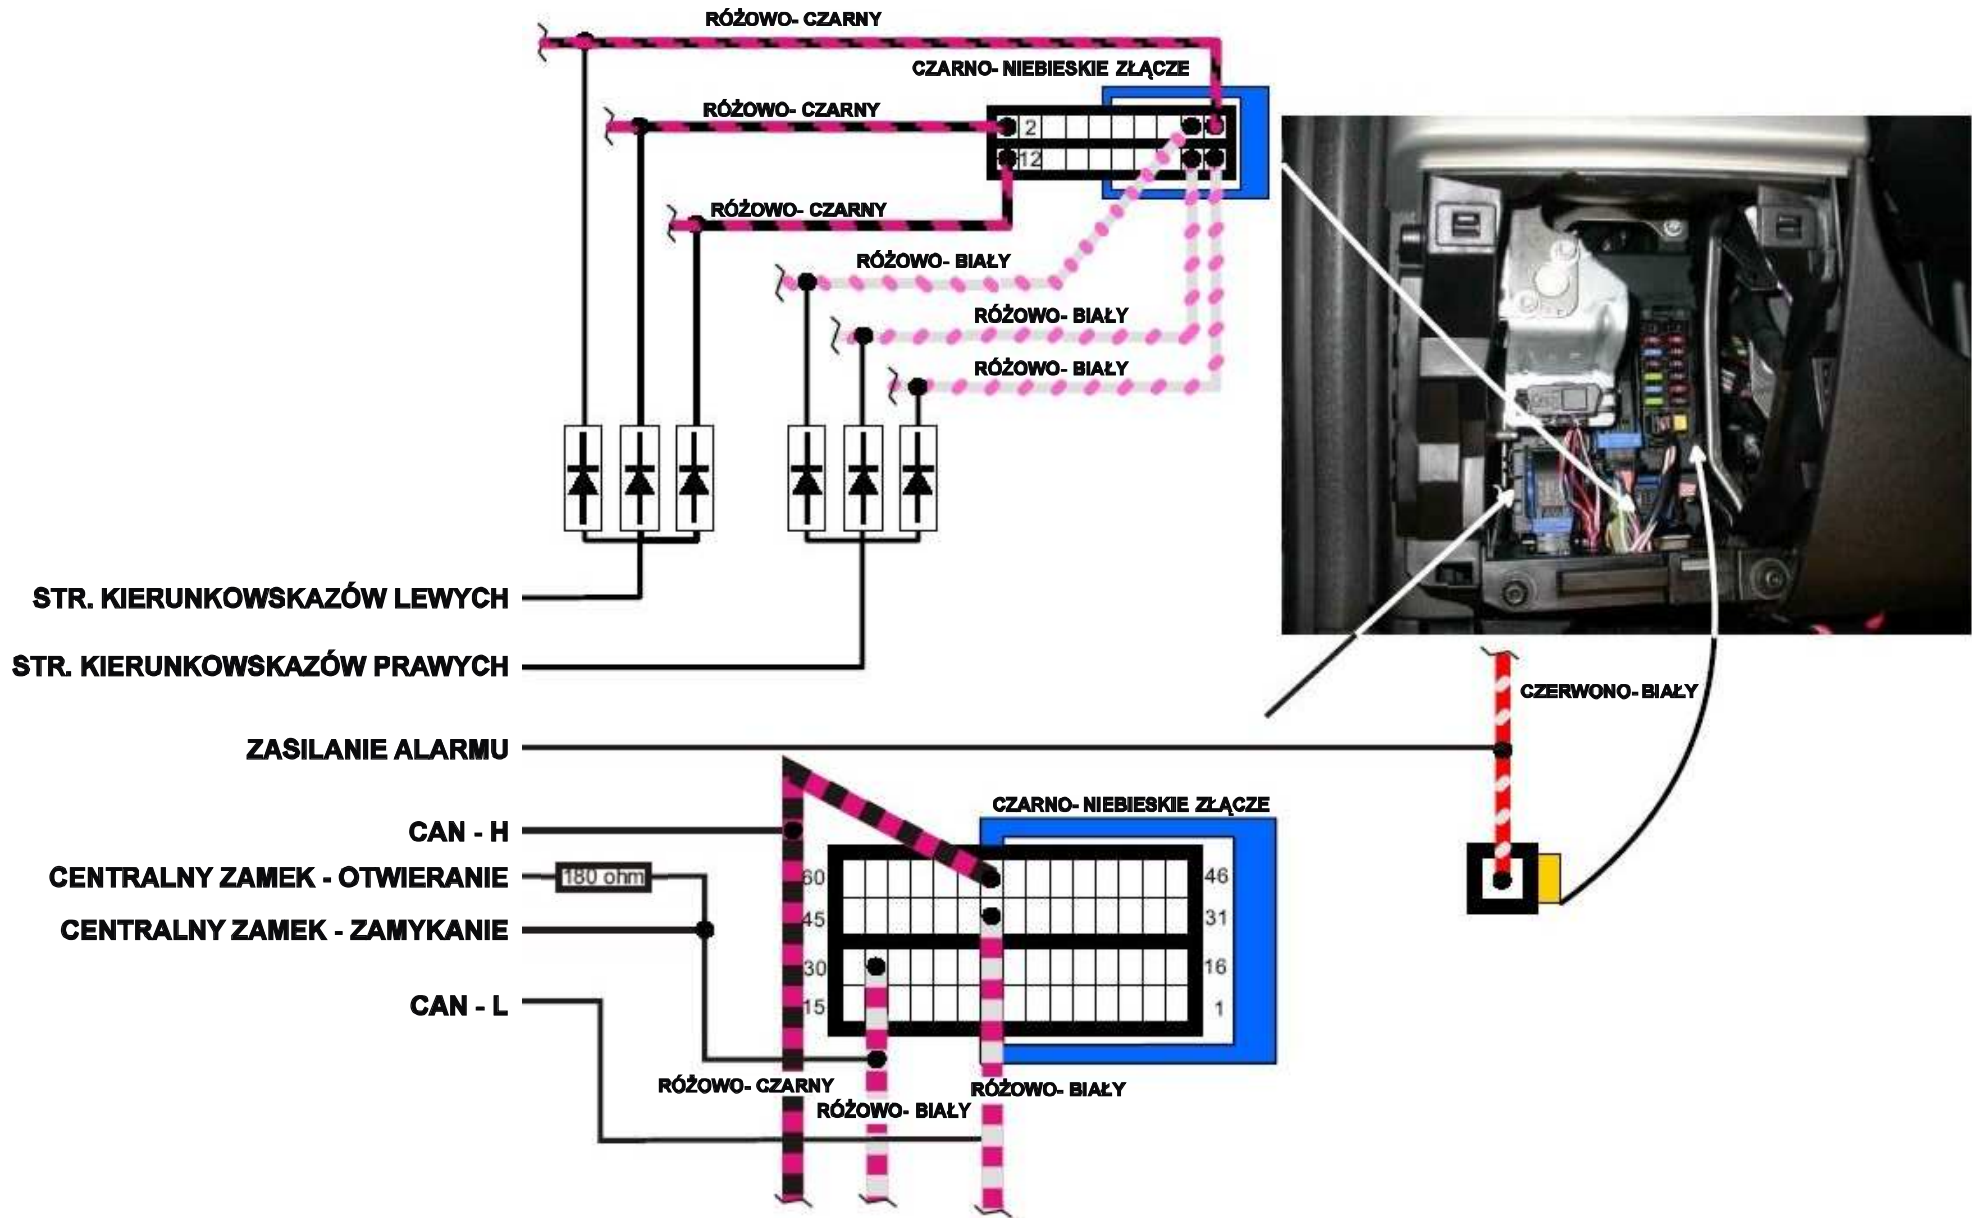 RÓŻOWO- CZARNY
CZARNO- NIEBIESKIE ZŁĄCZE
RÓŻOWO- CZARNY
2
12
RÓŻOWO- CZARNY
RÓŻOWO- BIAŁY
RÓŻOWO- BIAŁY
RÓŻOWO- BIAŁY
STR. KIERUNKOWSKAZÓW LEWYCH
STR. KIERUNKOWSKAZÓW PRAWYCH
CZERWONO- BIAŁY
ZASILANIE ALARMU
CZARNO- NIEBIESKIE ZŁĄCZE
CAN - H
CENTRALNY ZAMEK - OTWIERANIE
180 ohm
60
46
CENTRALNY ZAMEK - ZAMYKANIE
45
31
30
16
CAN - L
15
1
RÓŻOWO- CZARNY
RÓŻOWO- BIAŁY
RÓŻOWO- BIAŁY